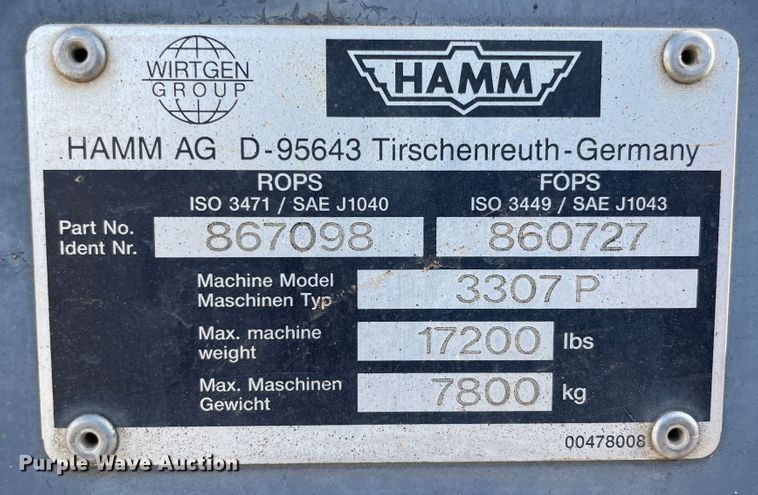 WIRTGEN
GROUP
HAMM
HAMM AG D-95643 Tirschenreuth-Germany
ROPS
ISO 3471 / SAE J1040
FOPS
ISO 3449 / SAE J1043
Part No.
Ident Nr.
867098
860727
Machine Model
Maschinen Typ
3307 P
Max. machine
weight
17200 lbs
Max. Maschinen
Gewicht
7800 kg
00478008
Purple Wave Auction